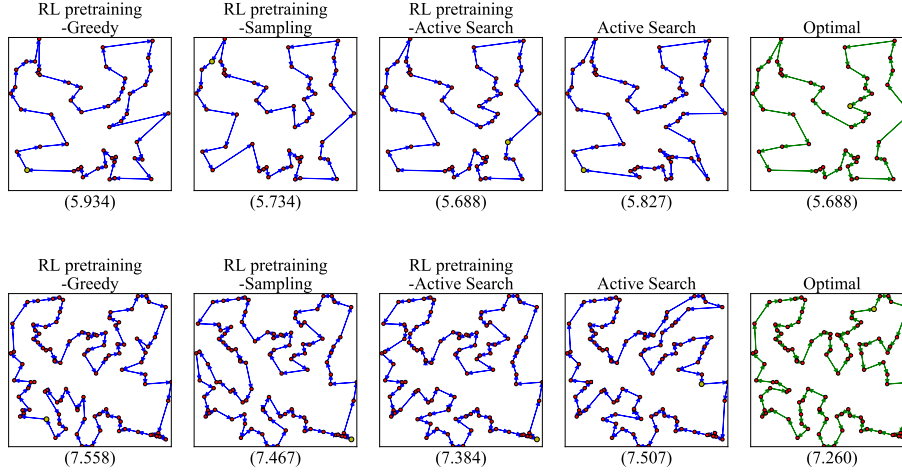 RL pretraining
-Greedy
RL pretraining
-Sampling
RL pretraining
-Active Search
Active Search
Optimal
(5.934)
(5.734)
(5.688)
(5.827)
(5.688)
RL pretraining
-Greedy
RL pretraining
-Sampling
RL pretraining
-Active Search
Active Search
Optimal
(7.558)
(7.467)
(7.384)
(7.507)
(7.260)